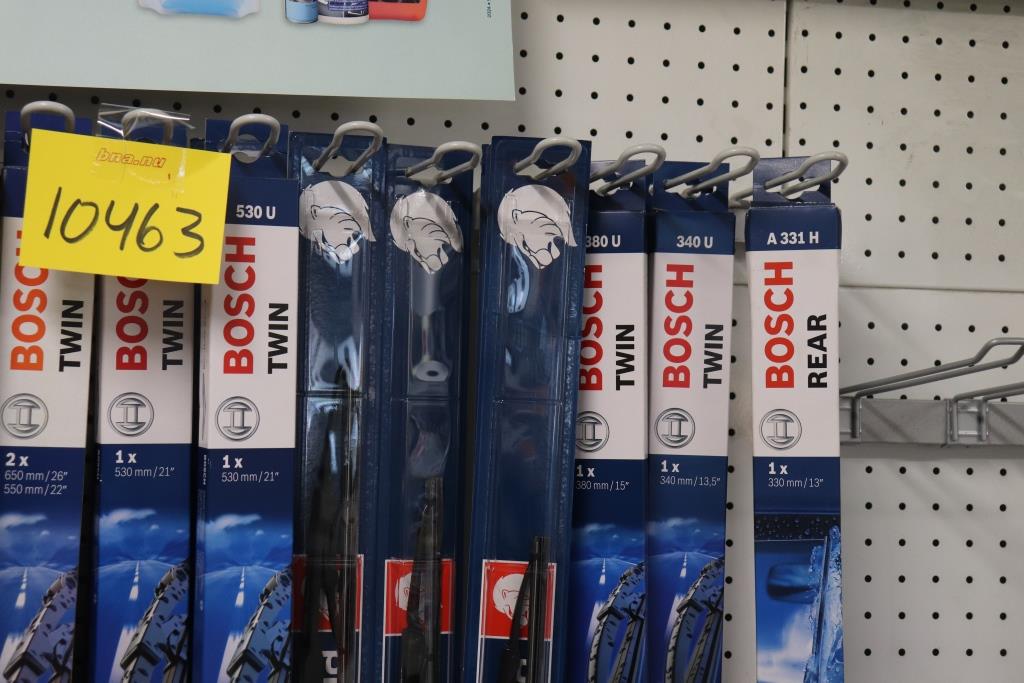 bna.nu
10463
BOSCH
TWIN
2 x
650 mm/26"
550 mm/22"
BOSCH
TWIN
1 x
530 mm/21"
530 U
BOSCH
TWIN
1 x
530 mm/21"
380 U
BOSCH
TWIN
1 x
380 mm/15"
340 U
BOSCH
TWIN
1 x
340 mm/13,5"
A 331 H
BOSCH
REAR
1 x
330 mm/13"